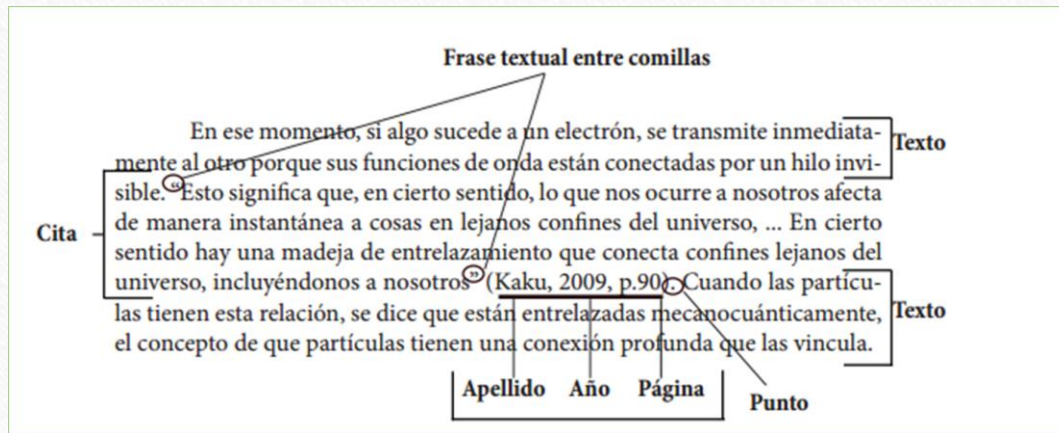 Frase textual entre comillas
En ese momento, si algo sucede a un electrón, se transmite inmediata-
mente al otro porque sus funciones de onda están conectadas por un hilo invi-
sible. “Esto significa que, en cierto sentido, lo que nos ocurre a nosotros afecta
de manera instantánea a cosas en lejanos confines del universo, ... En cierto
sentido hay una madeja de entrelazamiento que conecta confines lejanos del
universo, incluyéndonos a nosotros” (Kaku, 2009, p.90). Cuando las partícu-
las tienen esta relación, se dice que están entrelazadas mecanocuánticamente,
el concepto de que partículas tienen una conexión profunda que las vincula.
Texto
Cita
Texto
Apellido Año Página
Punto